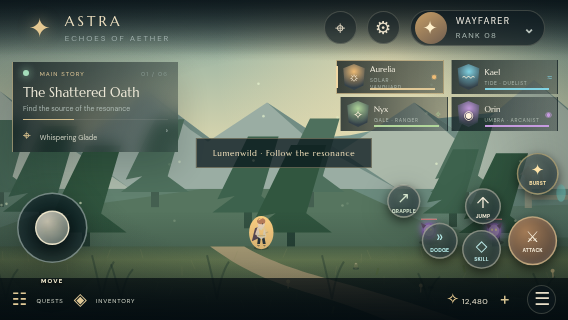 ASTRA
ECHOES OF AETHER
WAYFARER
RANK 08
MAIN STORY
01 / 03
The Shattered Oath
Find the source of the resonance
Whispering Glade
Aurelia
SOLAR · VANGUARD
Kael
TIDE · DUELIST
Nyx
GALE · RANGER
Orin
UMBRA · ARCANIST
Lumenwild · Follow the resonance
BURST
GRAPPLE
JUMP
DODGE
SKILL
ATTACK
MOVE
QUESTS
INVENTORY
12,480
+